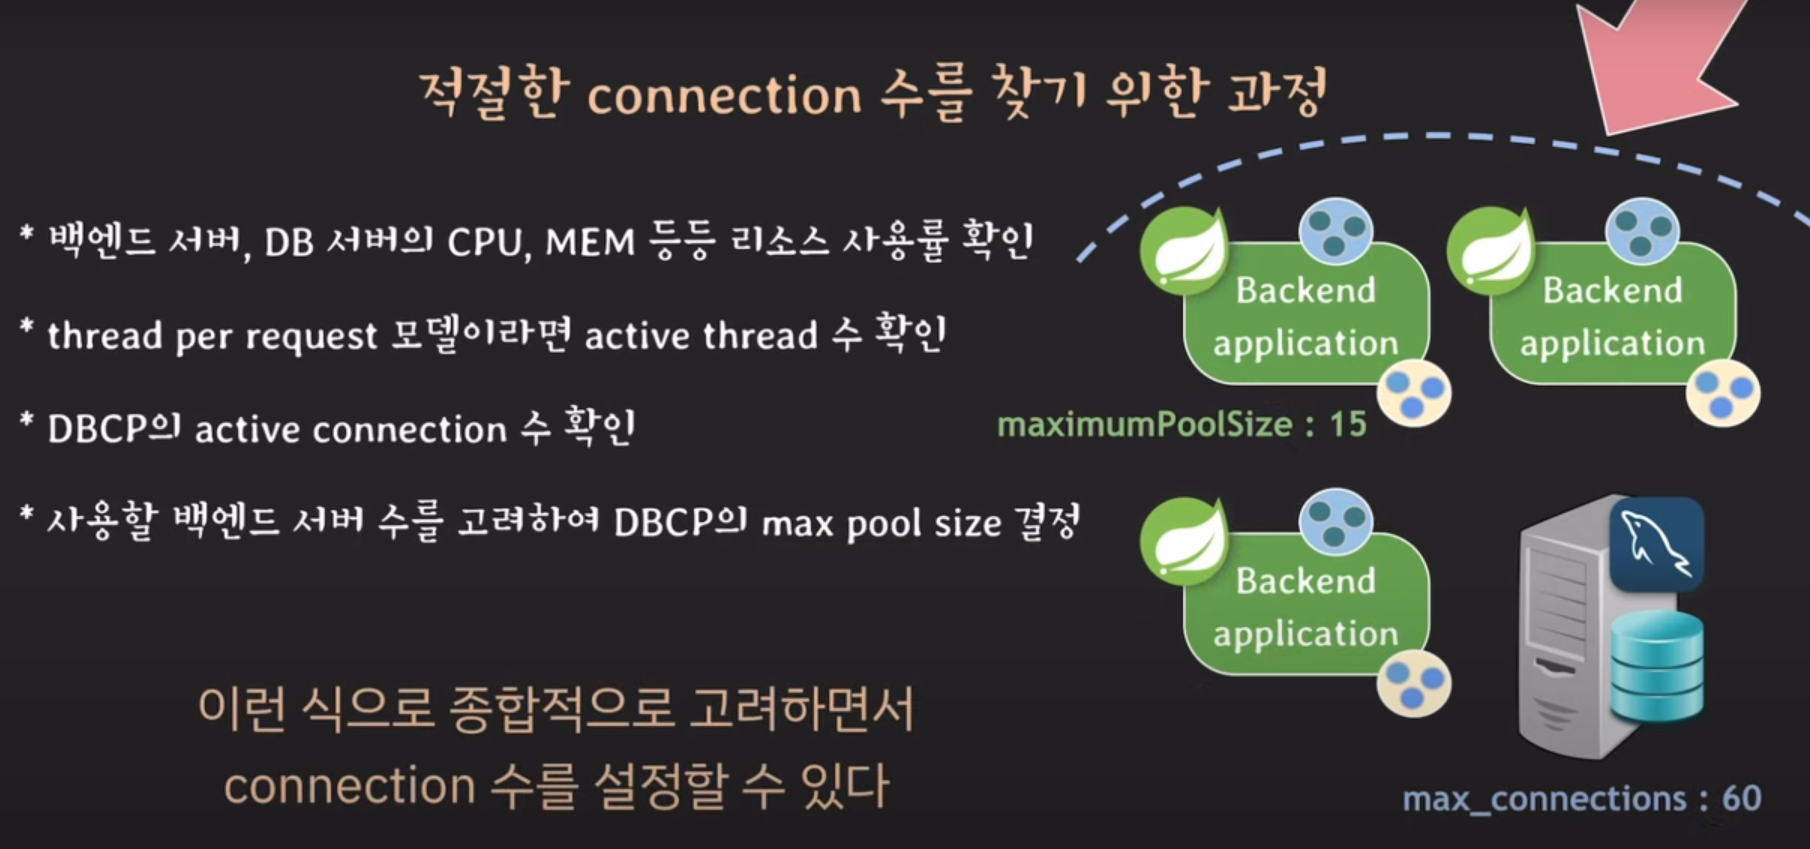 적절한 connection 수를 찾기 위한 과정
* 백엔드 서버, DB 서버의 CPU, MEM 등등 리소스 사용률 확인
* thread per request 모델이라면 active thread 수 확인
* DBCP의 active connection 수 확인
* 사용할 백엔드 서버 수를 고려하여 DBCP의 max pool size 결정
이런 식으로 종합적으로 고려하면서
connection 수를 설정할 수 있다
Backend
application
Backend
application
maximumPoolSize : 15
Backend
application
max_connections : 60